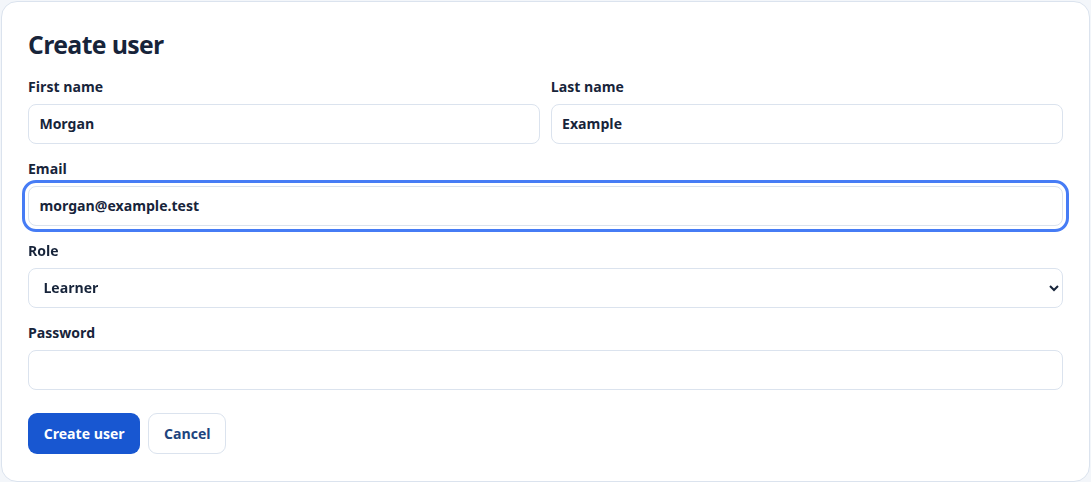 Create user
First name Last name
Morgan Example
Email
morgan@example.test
Role
Learner
Password
Create user Cancel